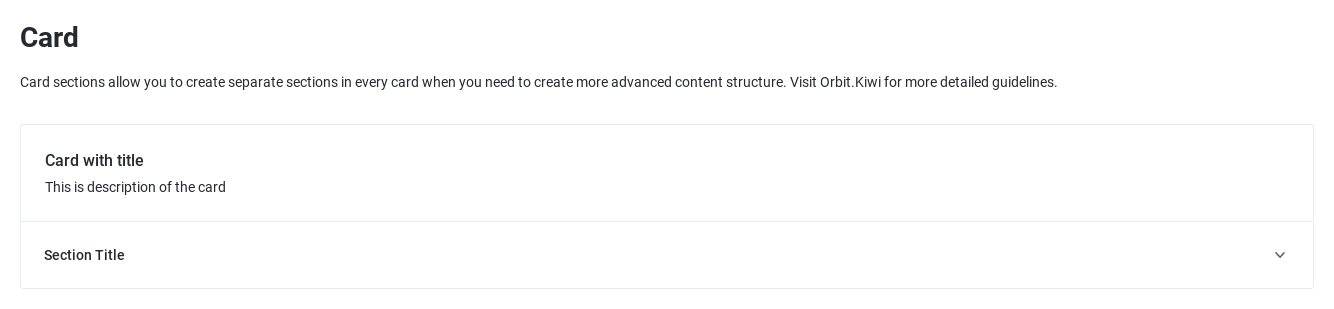 Card
Card sections allow you to create separate sections in every card when you need to create more advanced content structure. Visit Orbit.Kiwi for more detailed guidelines.
Card with title
This is description of the card
Section Title